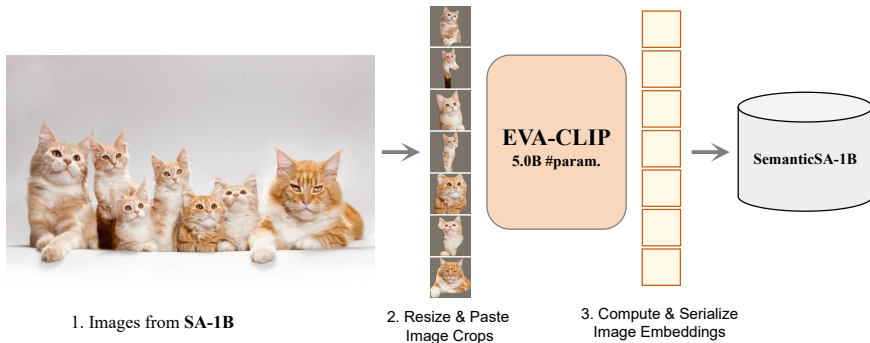 EVA-CLIP
5.0B #param.
SemanticSA-1B
1. Images from SA-1B
2. Resize & Paste
Image Crops
3. Compute & Serialize
Image Embeddings